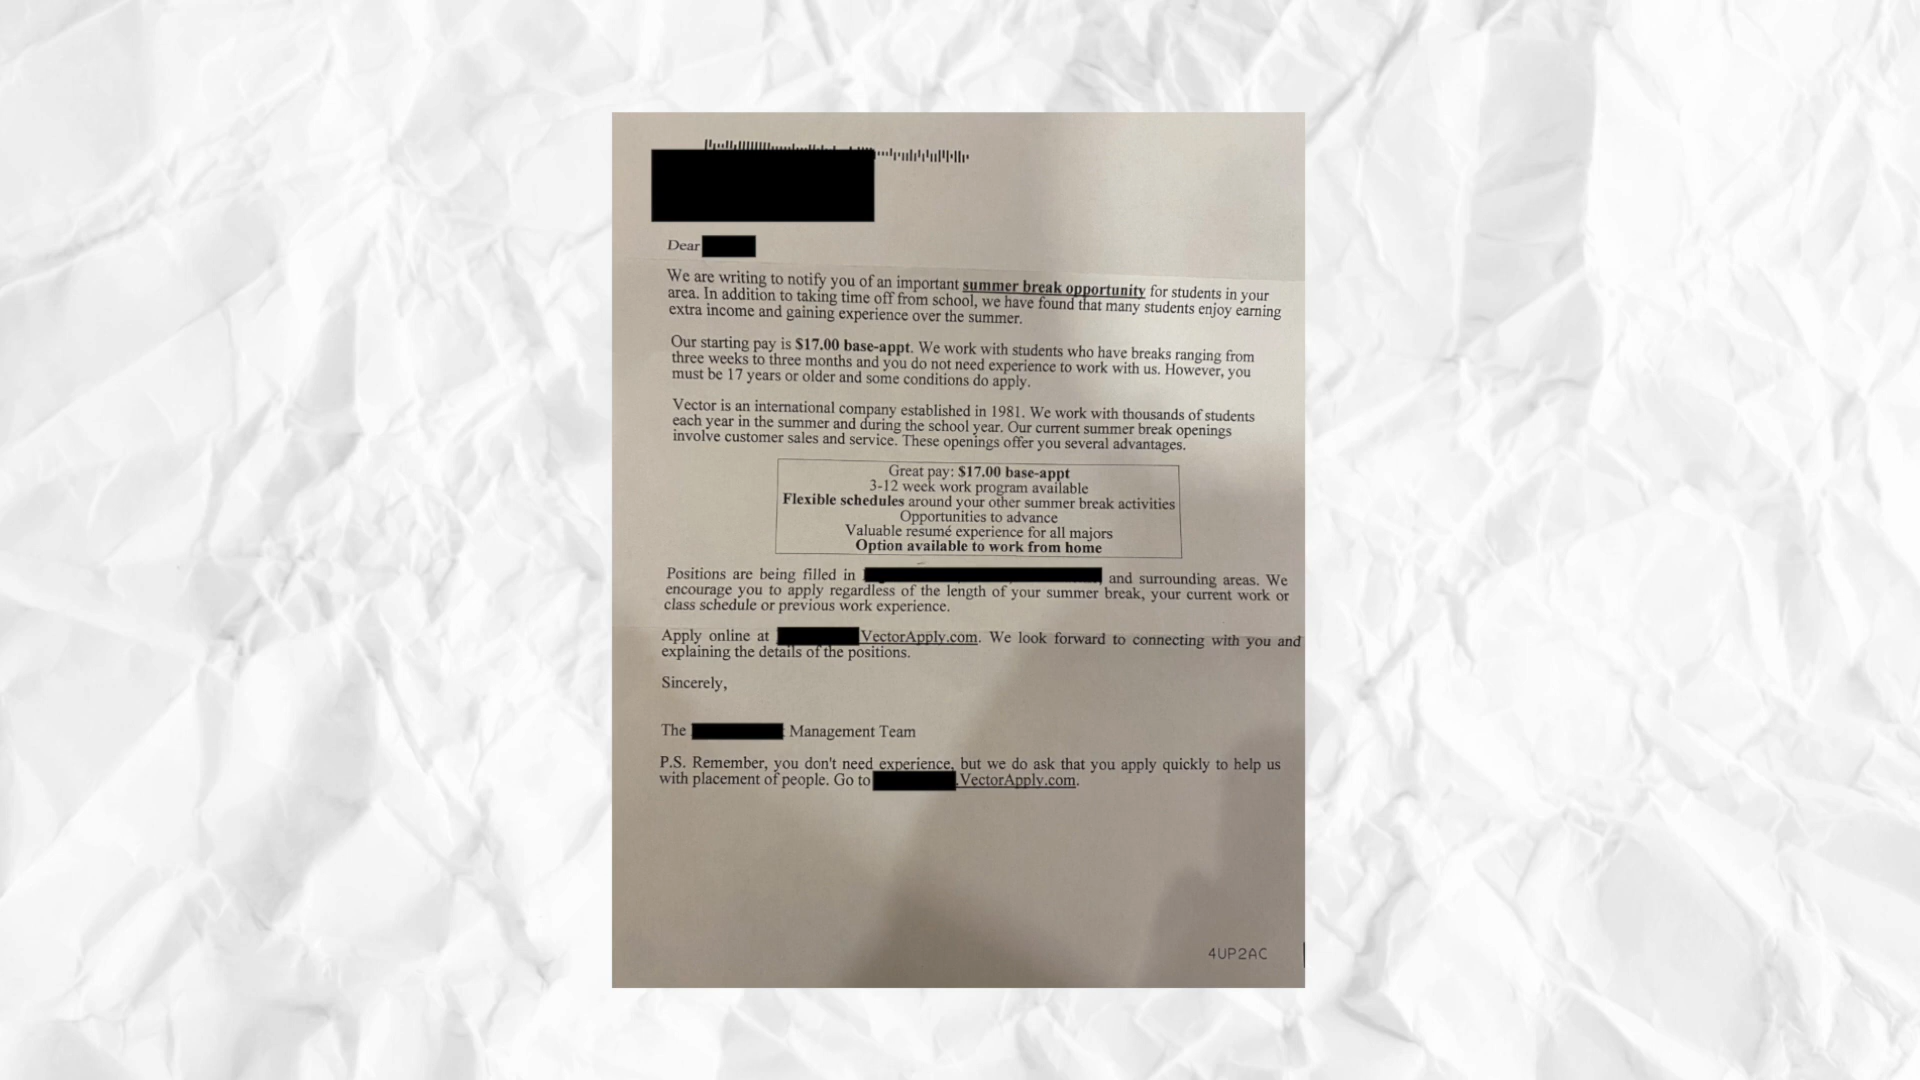 Dear
We are writing to notify you of an important summer break opportunity for students in your
area. In addition to taking time off from school, we have found that many students enjoy earning
extra income and gaining experience over the summer.
Our starting pay is $17.00 base-appt. We work with students who have breaks ranging from
three weeks to three months and you do not need experience to work with us. However, you
must be 17 years or older and some conditions do apply.
Vector is an international company established in 1981. We work with thousands of students
each year in the summer and during the school year. Our current summer break openings
involve customer sales and service. These openings offer you several advantages.
Great pay: $17.00 base-appt
3-12 week work program available
Flexible schedules around your other summer break activities
Opportunities to advance
Valuable resumé experience for all majors
Option available to work from home
Positions are being filled in and surrounding areas. We
encourage you to apply regardless of the length of your summer break, your current work or
class schedule or previous work experience.
Apply online at VectorApply.com. We look forward to connecting with you and
explaining the details of the positions.
Sincerely,
The Management Team
P.S. Remember, you don't need experience, but we do ask that you apply quickly to help us
with placement of people. Go to .VectorApply.com.
4UP2AC